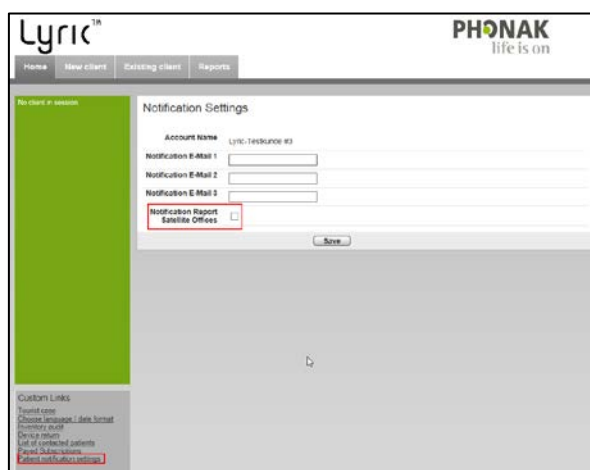 Lyric™
PHONAK
life is on
Home New client Existing client Reports
No client in session
Notification Settings
Account Name Lyric-Testkunde #3
Notification E-Mail 1
Notification E-Mail 2
Notification E-Mail 3
Notification Report
Satellite Offices
Save
Custom Links
Tourist case
Choose language / date format
Inventory audit
Device return
List of contacted patients
Payed Subscriptions
Patient notification settings